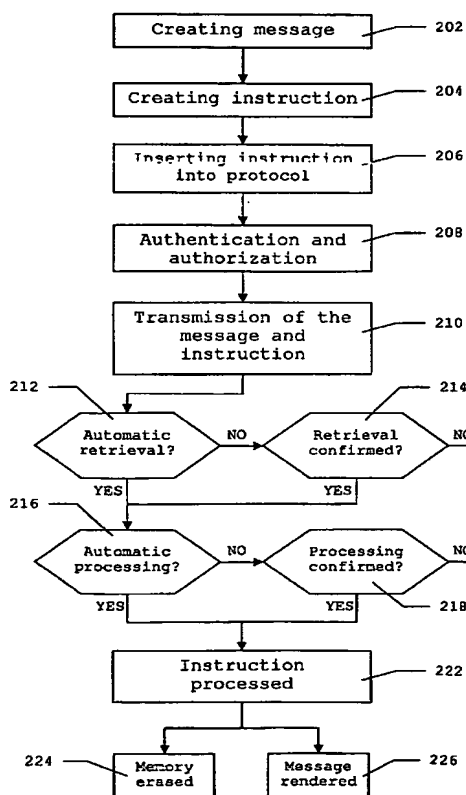 Creating message
202
Creating instruction
204
Inserting instruction
into protocol
206
Authentication and
authorization
208
Transmission of the
message and
instruction
210
212
214
Automatic
retrieval?
NO
Retrieval
confirmed?
NO
YES
YES
216
Automatic
processing?
NO
Processing
confirmed?
NO
218
YES
YES
Instruction
processed
222
224
Memory
erased
Message
rendered
226